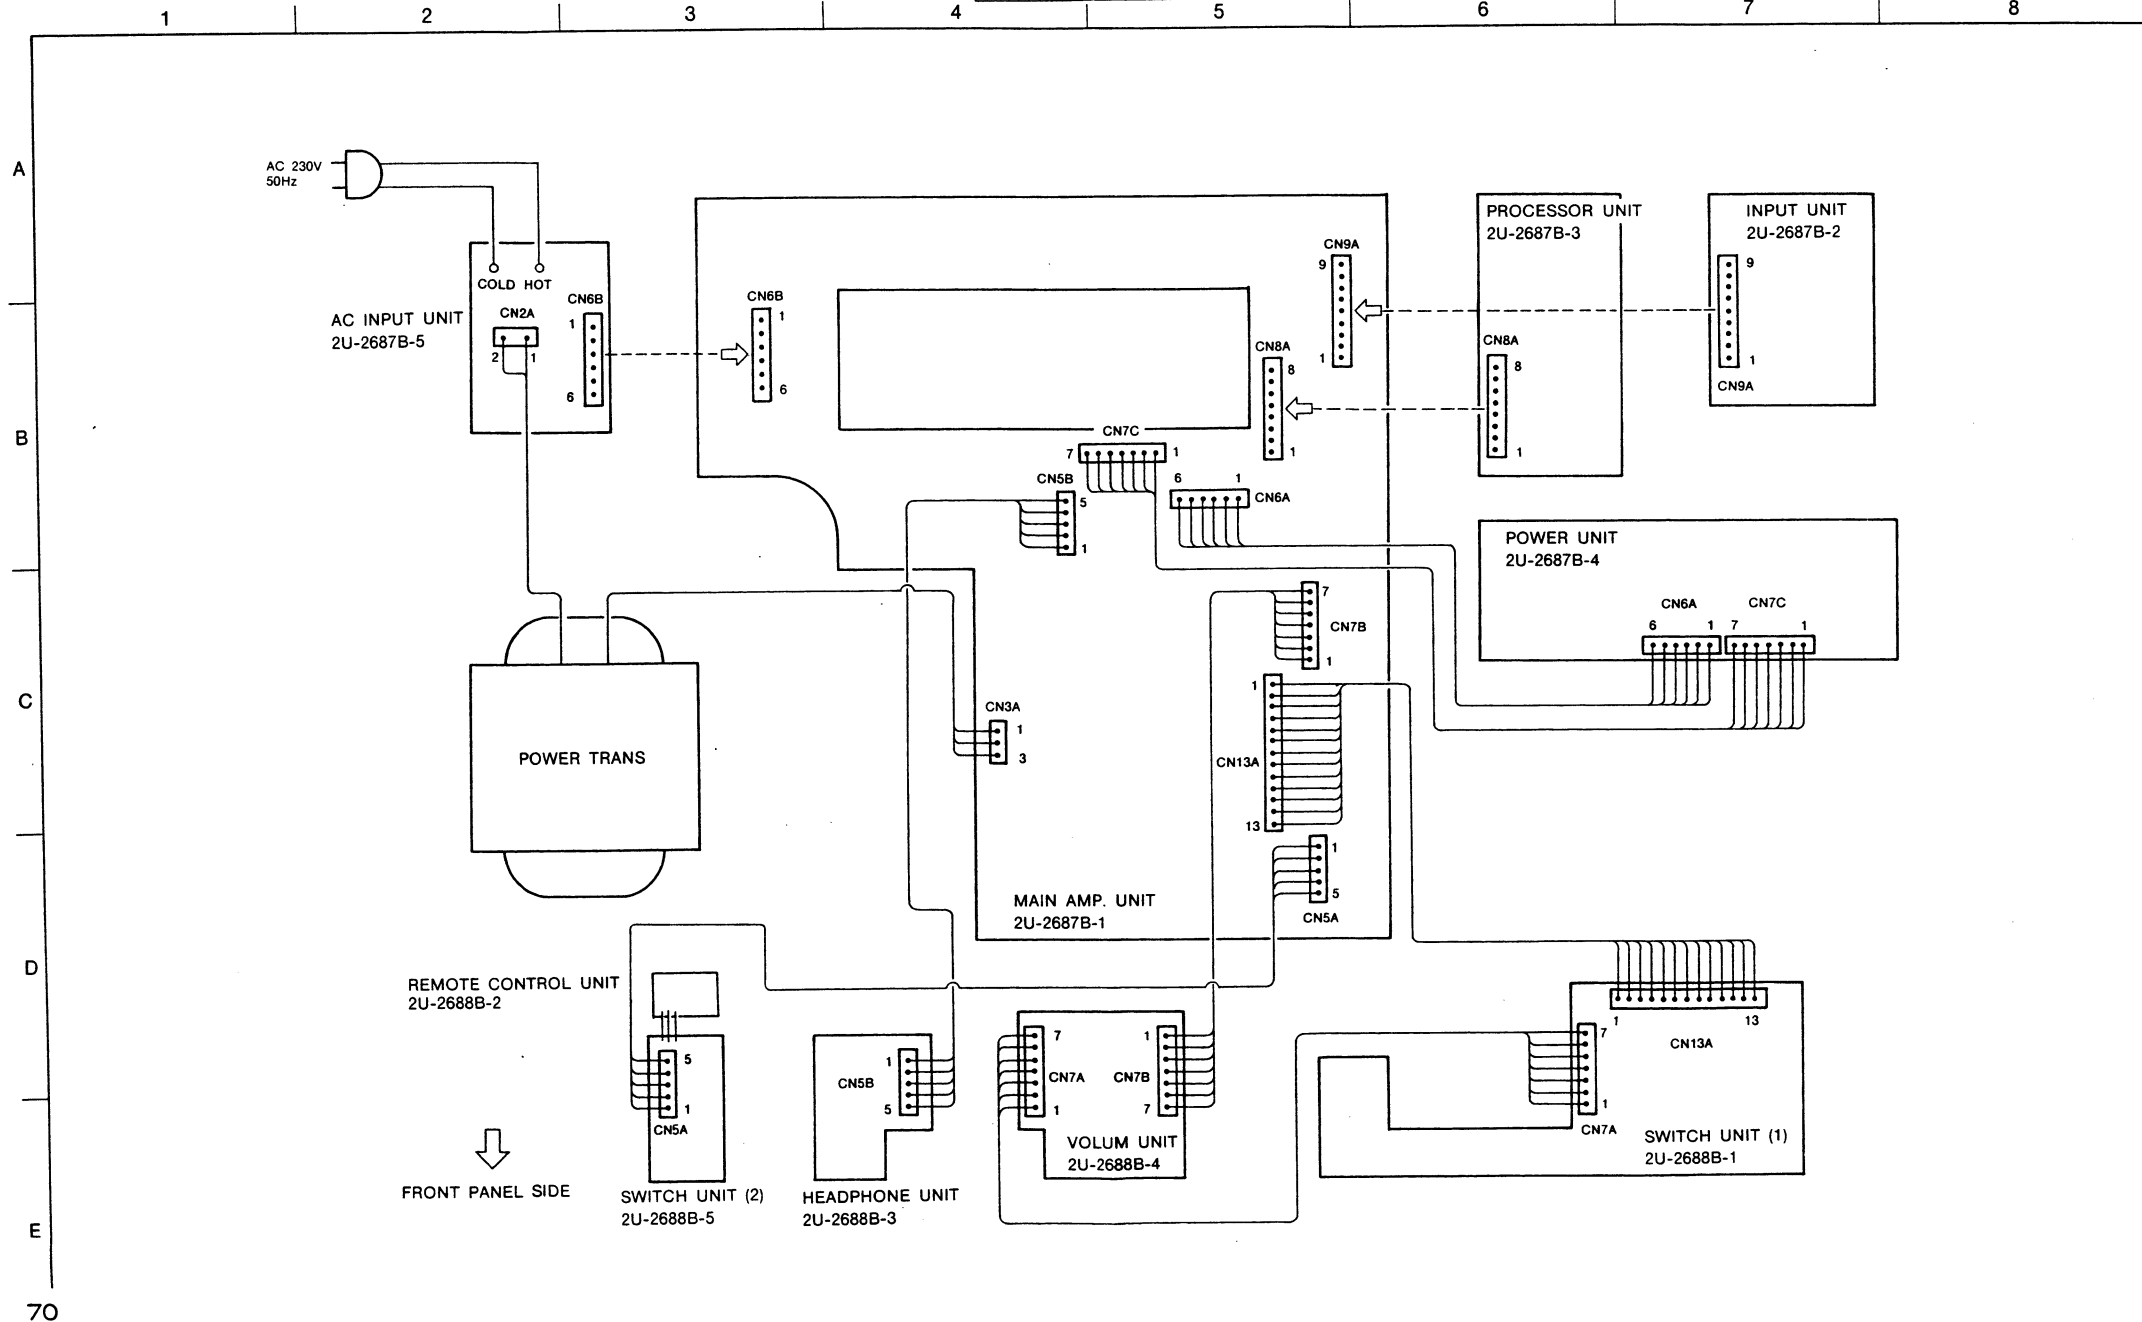 1 2 3 4 5 6 7 8
A
AC 230V
50Hz
PROCESSOR UNIT
2U-2687B-3
INPUT UNIT
2U-2687B-2
CN9A
9
9
COLD HOT
CN6B
CN6B
CN2A
1
1
AC INPUT UNIT
2U-2687B-5
2
1
6
6
CN8A
8
1
1
CN8A
8
1
1
CN9A
B
CN7C
7
1
CN5B
5
1
6
1
CN6A
POWER UNIT
2U-2687B-4
CN6A
CN7C
6
1
7
1
7
CN7B
1
C
CN3A
1
3
1
CN13A
13
POWER TRANS
1
5
CN5A
MAIN AMP. UNIT
2U-2687B-1
D
REMOTE CONTROL UNIT
2U-2688B-2
5
1
CN5A
1
CN5B
5
7
CN7A
1
1
CN7B
7
1
13
CN13A
7
1
CN7A
VOLUM UNIT
2U-2688B-4
SWITCH UNIT (1)
2U-2688B-1
FRONT PANEL SIDE
SWITCH UNIT (2)
2U-2688B-5
HEADPHONE UNIT
2U-2688B-3
E
70